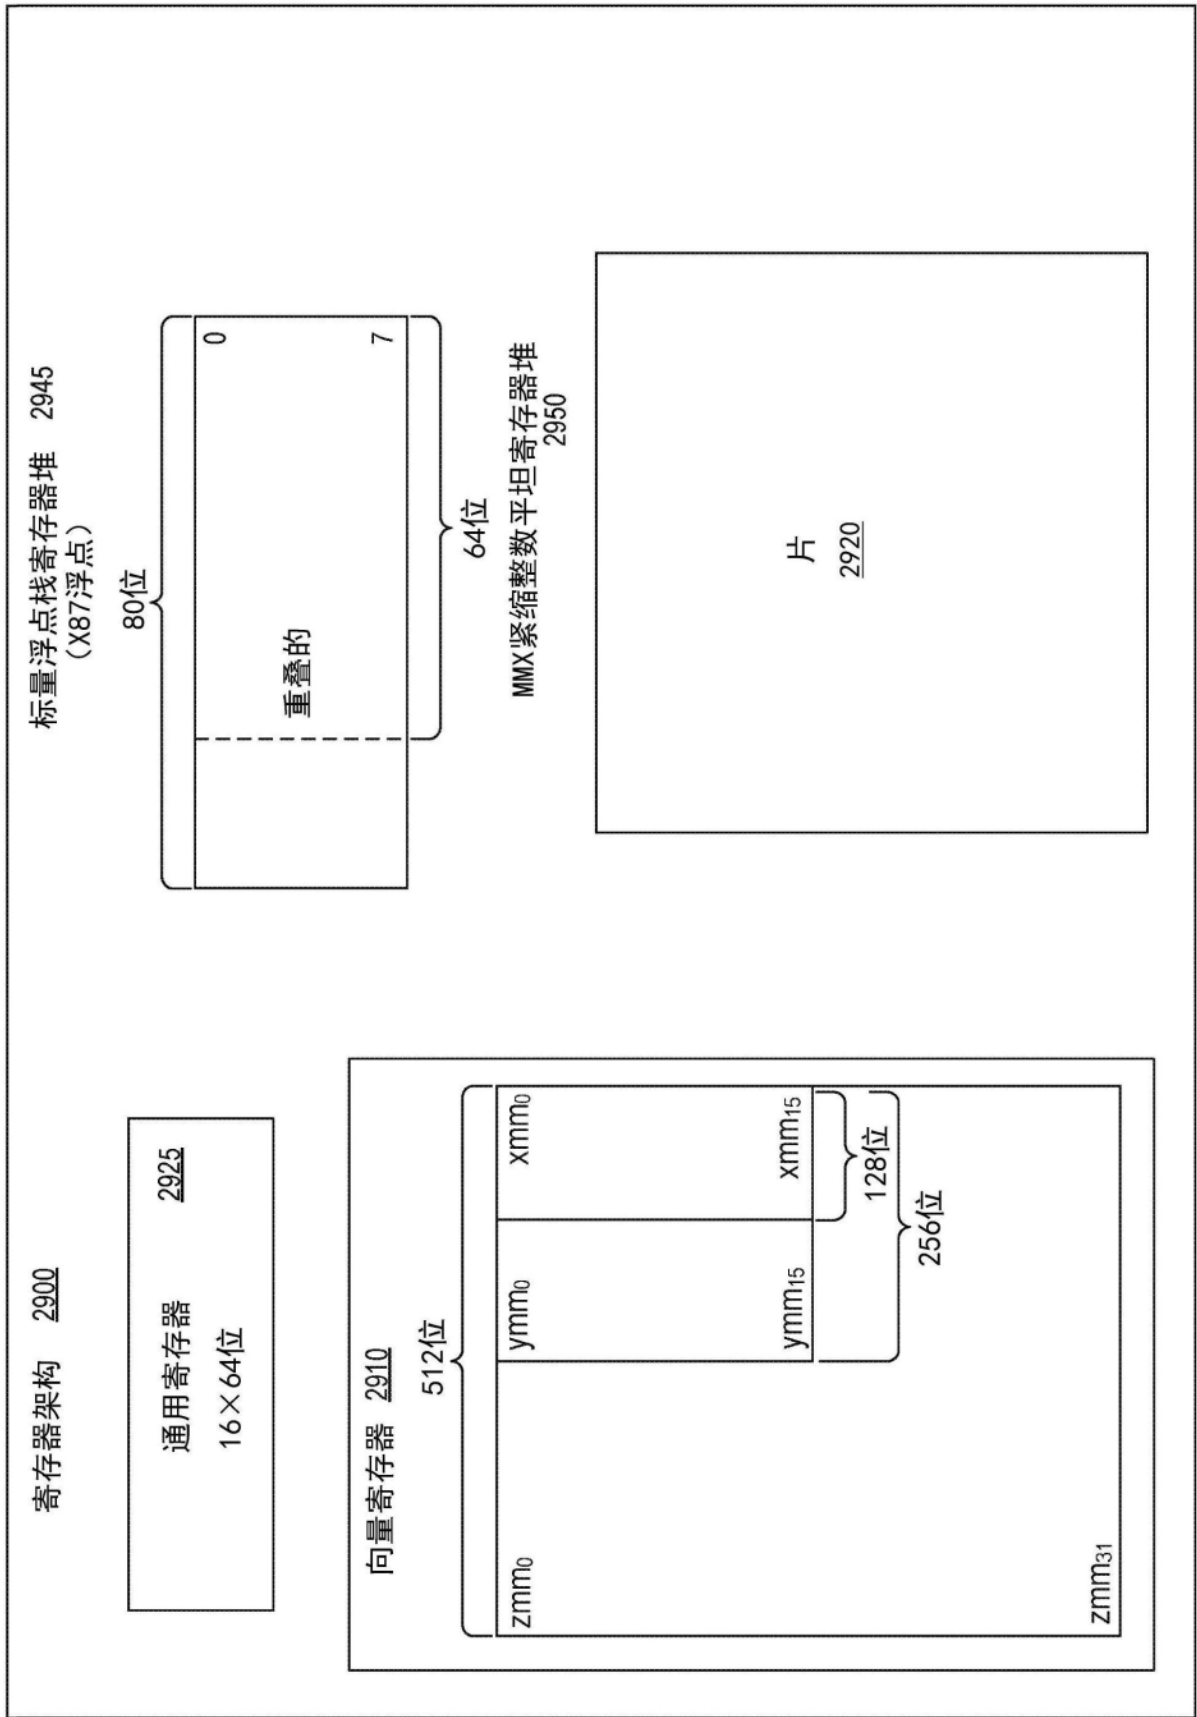 寄存器架构 2900
通用寄存器 2925
16×64位
向量寄存器 2910
512位
zmm0 ymm0 xmm0
ymm15 xmm15
128位
256位
zmm31
标量浮点栈寄存器堆 2945
(X87浮点)
80位
0
重叠的
7
64位
MMX紧缩整数平坦寄存器堆
2950
片
2920